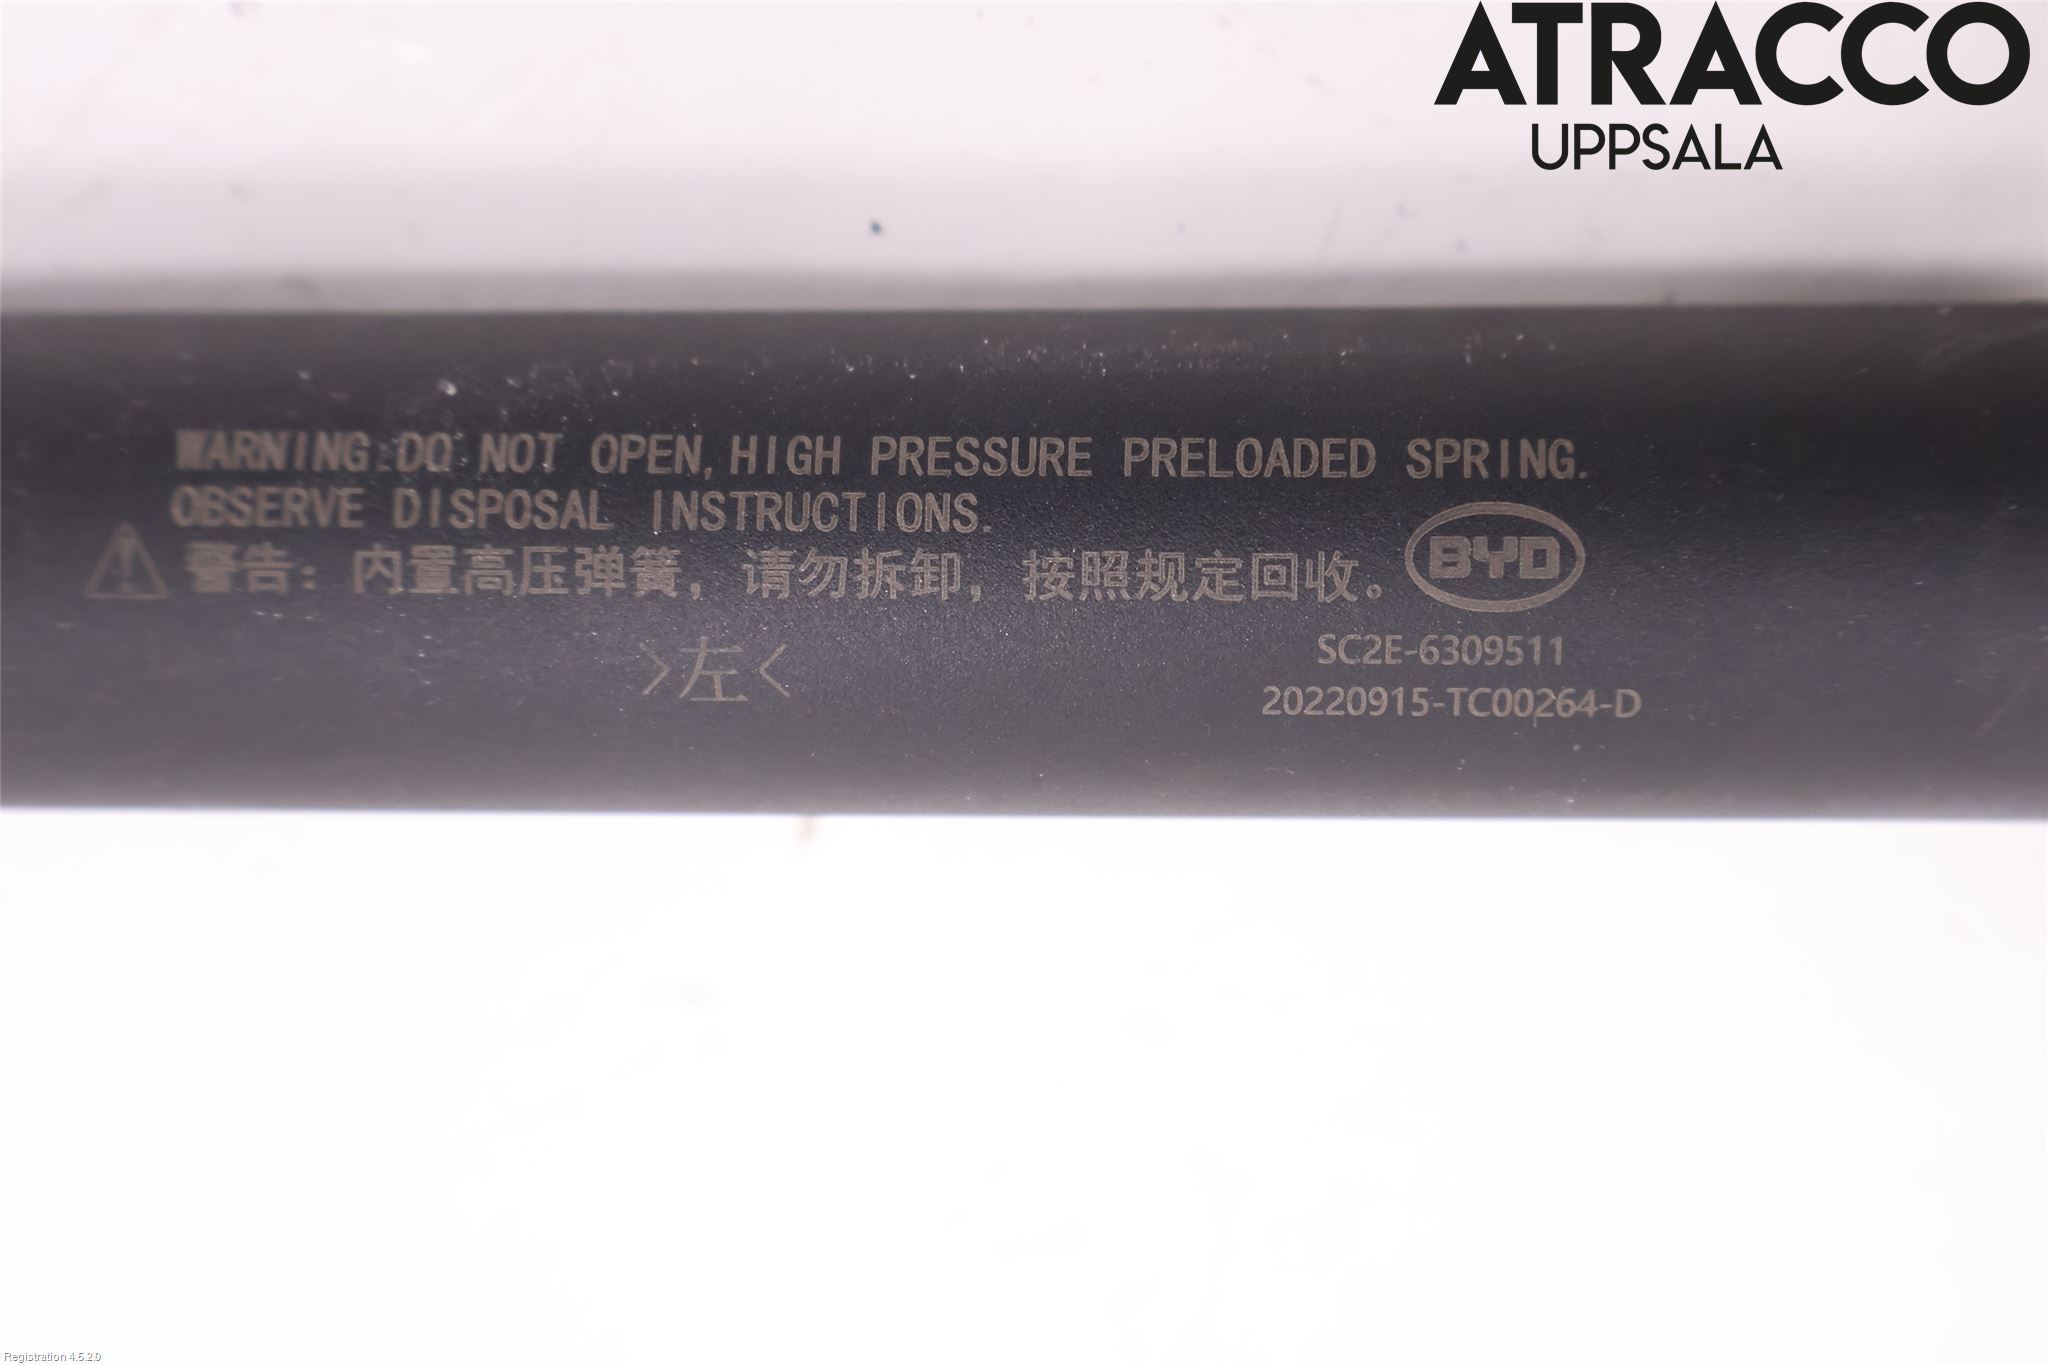 ATRACCO
UPPSALA
WARNING:DO NOT OPEN,HIGH PRESSURE PRELOADED SPRING.
OBSERVE DISPOSAL INSTRUCTIONS.
警告：内置高压弹簧，请勿拆卸，按照规定回收。
BYD
>左<
SC2E-6309511
20220915-TC00264-D
Registration 4.5.2.0